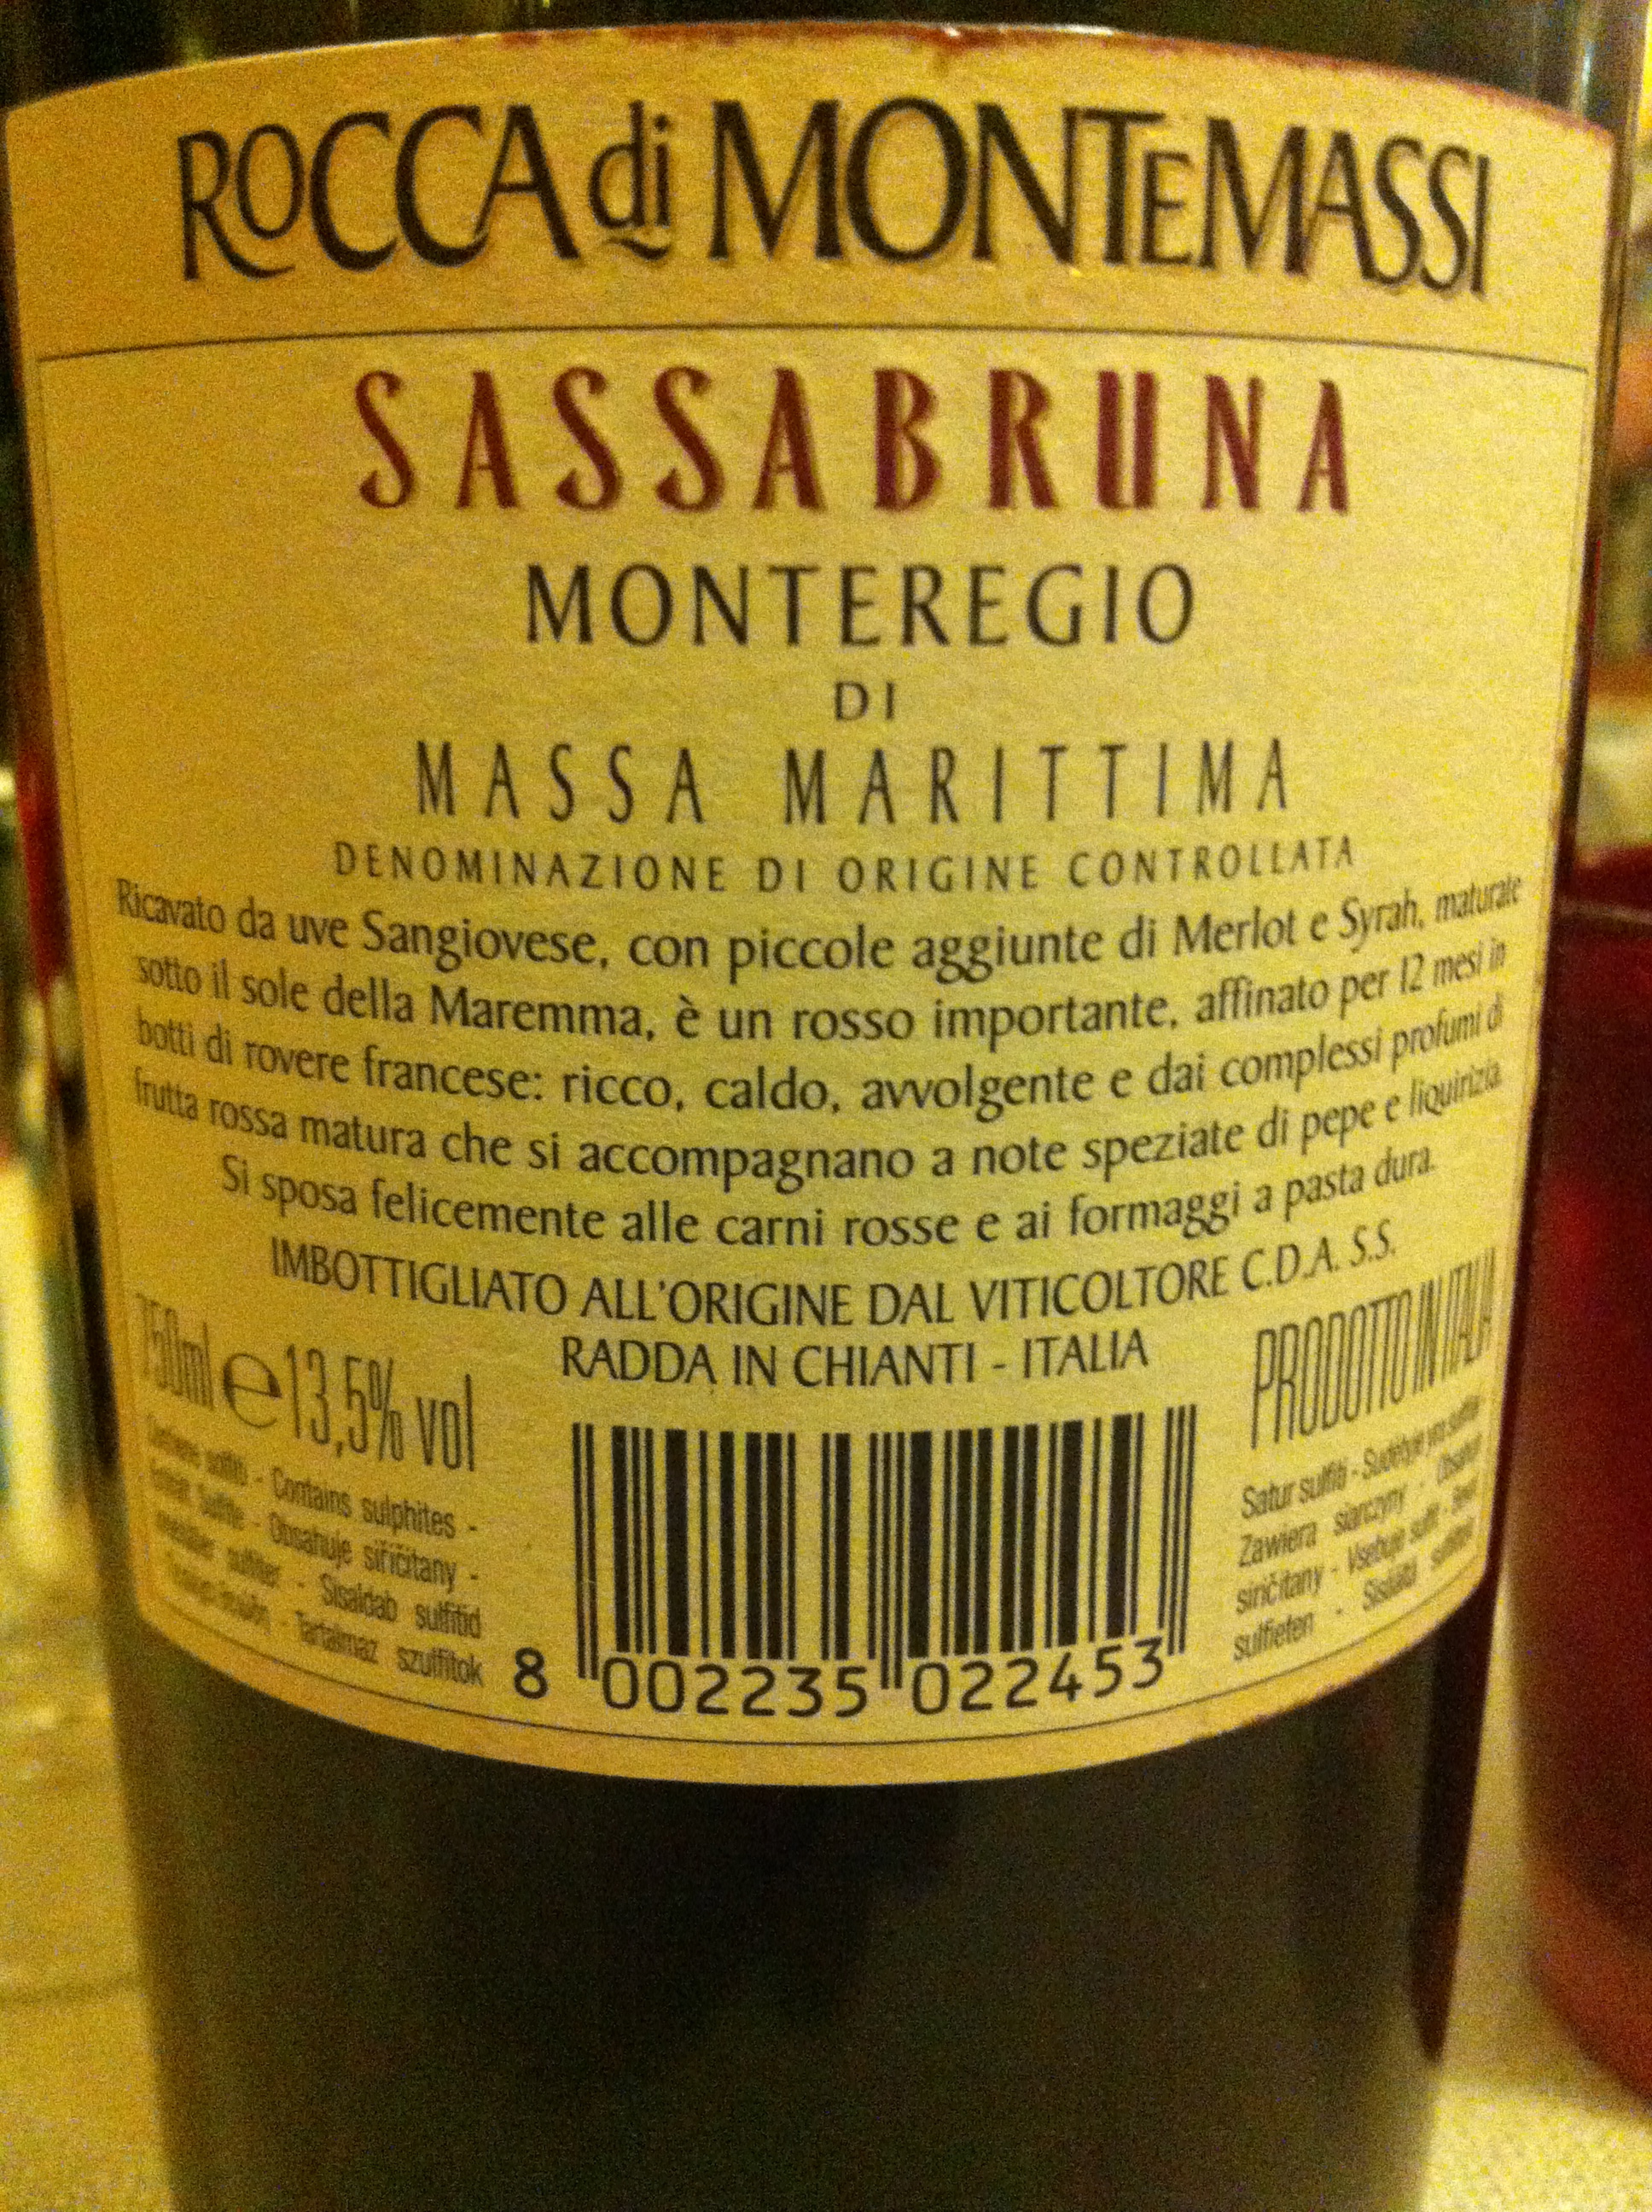 ROCCA di MONTEMASSI
SASSABRUNA
MONTEREGIO
DI
MASSA MARITTIMA
DENOMINAZIONE DI ORIGINE CONTROLLATA
Ricavato da uve Sangiovese, con piccole aggiunte di Merlot e Syrah, maturate
sotto il sole della Maremma, è un rosso importante, affinato per 12 mesi in
botti di rovere francese: ricco, caldo, avvolgente e dai complessi profumi di
frutta rossa matura che si accompagnano a note speziate di pepe e liquirizia.
Si sposa felicemente alle carni rosse e ai formaggi a pasta dura.
IMBOTTIGLIATO ALL'ORIGINE DAL VITICOLTORE C.D.A. S.S.
RADDA IN CHIANTI - ITALIA
750ml e 13,5% vol
- Contains sulphites -
- Obsahuje siřičitany -
- Sisaldab sulfitid
- Tartalmaz szulfitok
8 002235 022453
PRODOTTO IN ITALIA
Satur sulfīti -
Zawiera siarczyny -
siričitany - Vsebuje sulfit -
sulfieten -